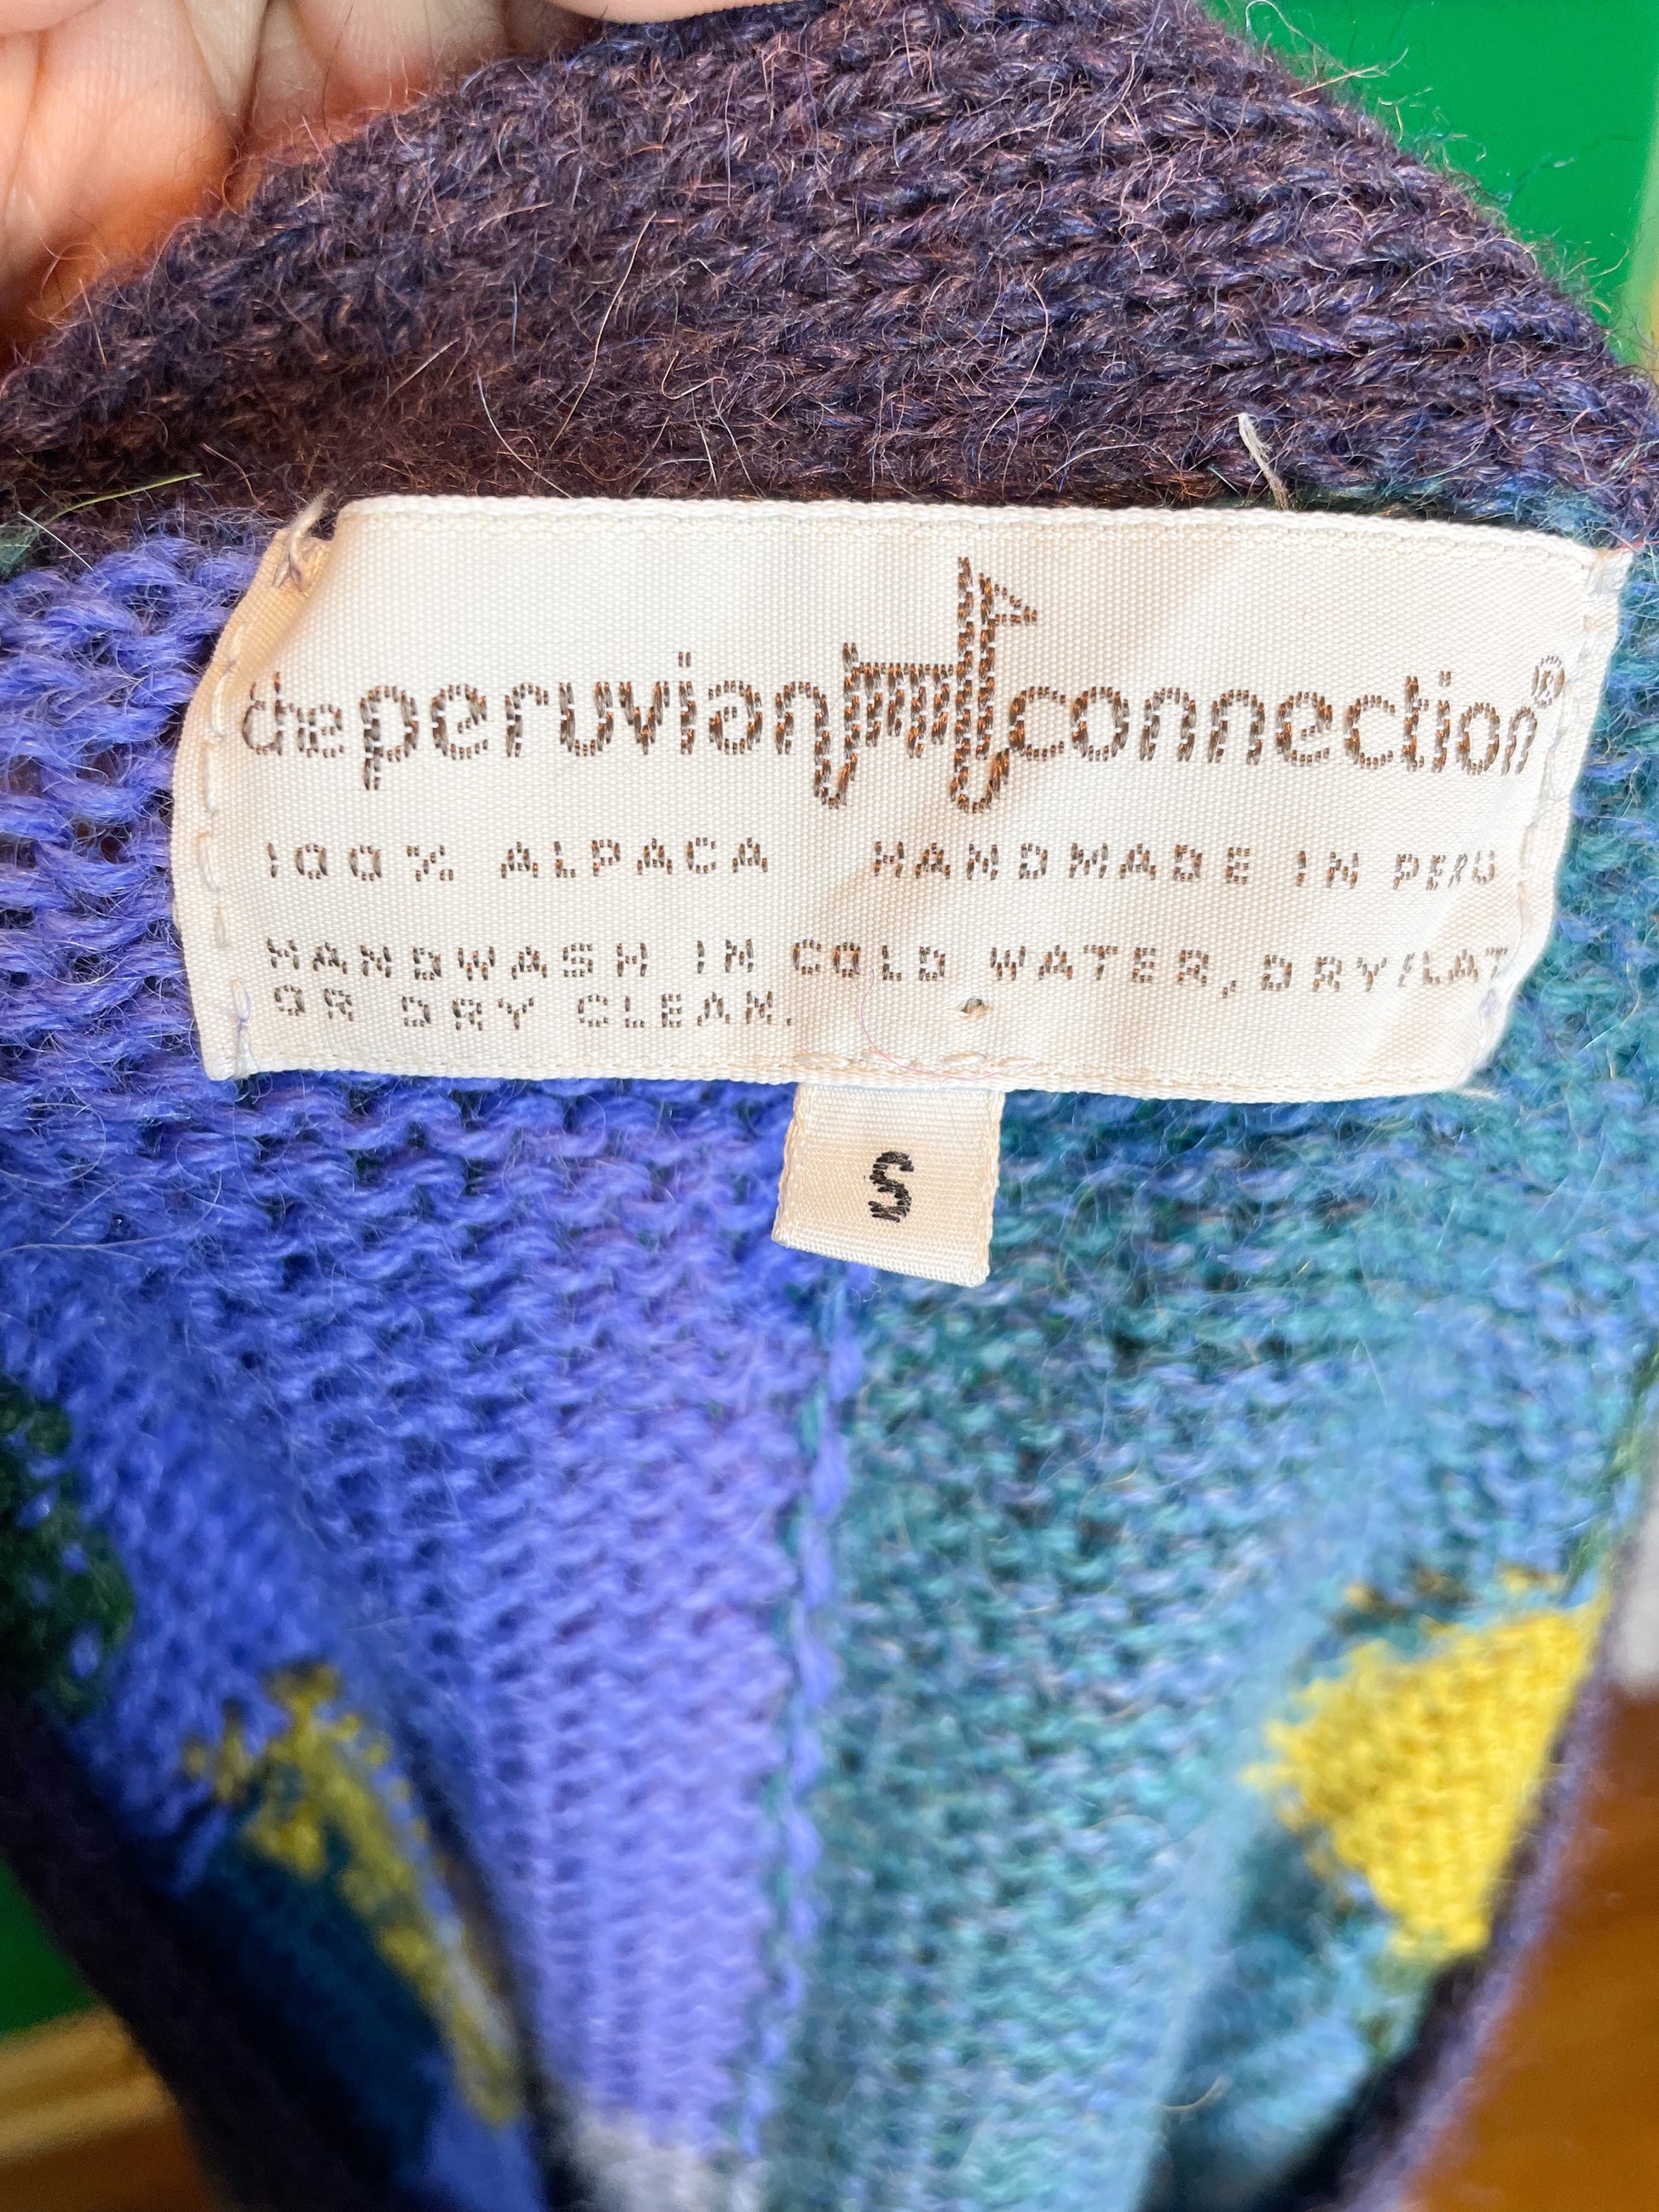 the peruvian connection®
100% ALPACA HANDMADE IN PERU
HANDWASH IN COLD WATER, DRY FLAT
OR DRY CLEAN.
S